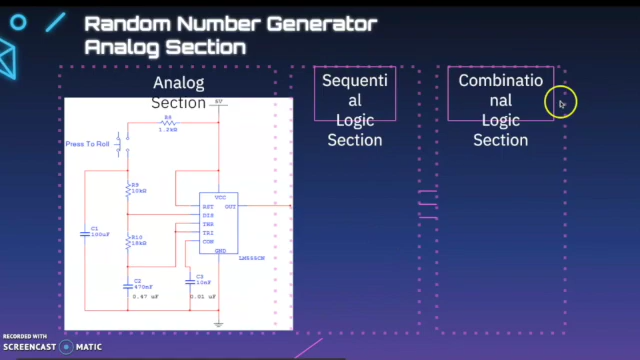 Random Number Generator
Analog Section
Analog
Section
Sequenti
al
Logic
Section
Combinatio
nal
Logic
Section
5V
R8
1.2kΩ
Press To Roll
R9
10kΩ
VCC
RST OUT
DIS
THR
TRI
CON
GND
LM555CN
C1
100uF
R10
18kΩ
C2
470nF
0.47 uF
C3
10nF
0.01 uF
RECORDED WITH
SCREENCAST MATIC